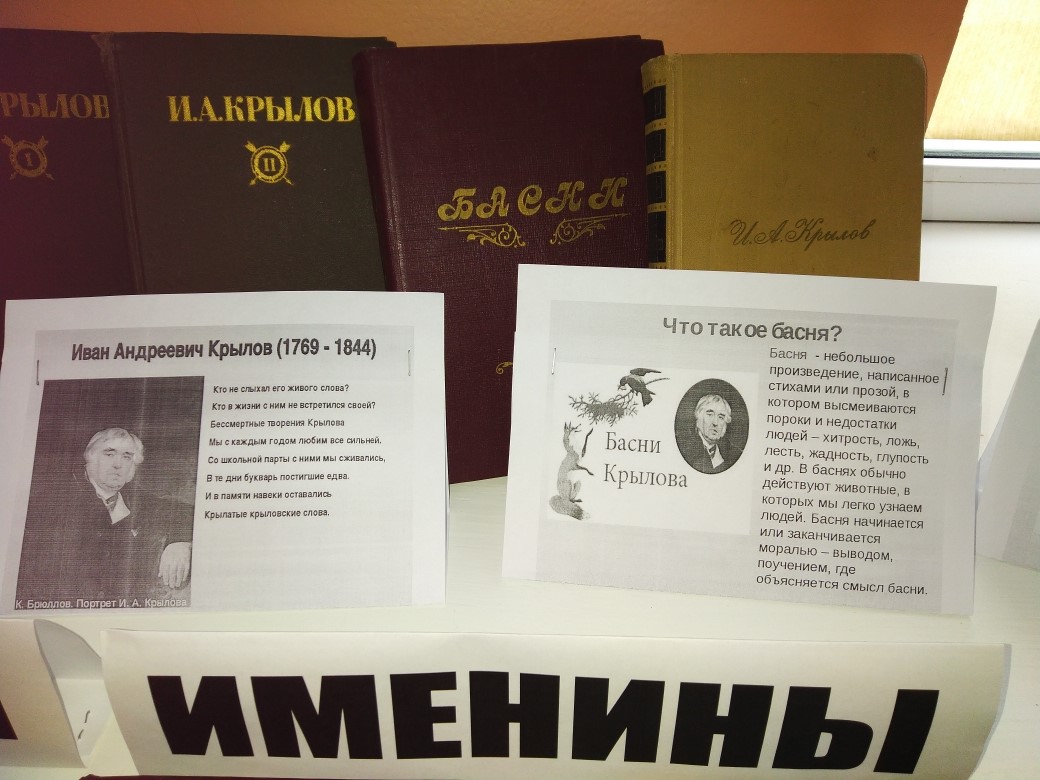 РЫЛОВ
I
И.А.КРЫЛОВ
II
БАСНИ
И.А.Крылов
Иван Андреевич Крылов (1769 - 1844)
Кто не слыхал его живого слова?
Кто в жизни с ним не встретился своей?
Бессмертные творения Крылова
Мы с каждым годом любим все сильней.
Со школьной парты с ними мы сживались,
В те дни букварь постигшие едва.
И в памяти навеки оставались
Крылатые крыловские слова.
К. Брюллов. Портрет И. А. Крылова
Что такое басня?
Басни
Крылова
Басня - небольшое
произведение, написанное
стихами или прозой, в
котором высмеиваются
пороки и недостатки
людей – хитрость, ложь,
лесть, жадность, глупость
и др. В баснях обычно
действуют животные, в
которых мы легко узнаем
людей. Басня начинается
или заканчивается
моралью – выводом,
поучением, где
объясняется смысл басни.
ИМЕНИНЫ